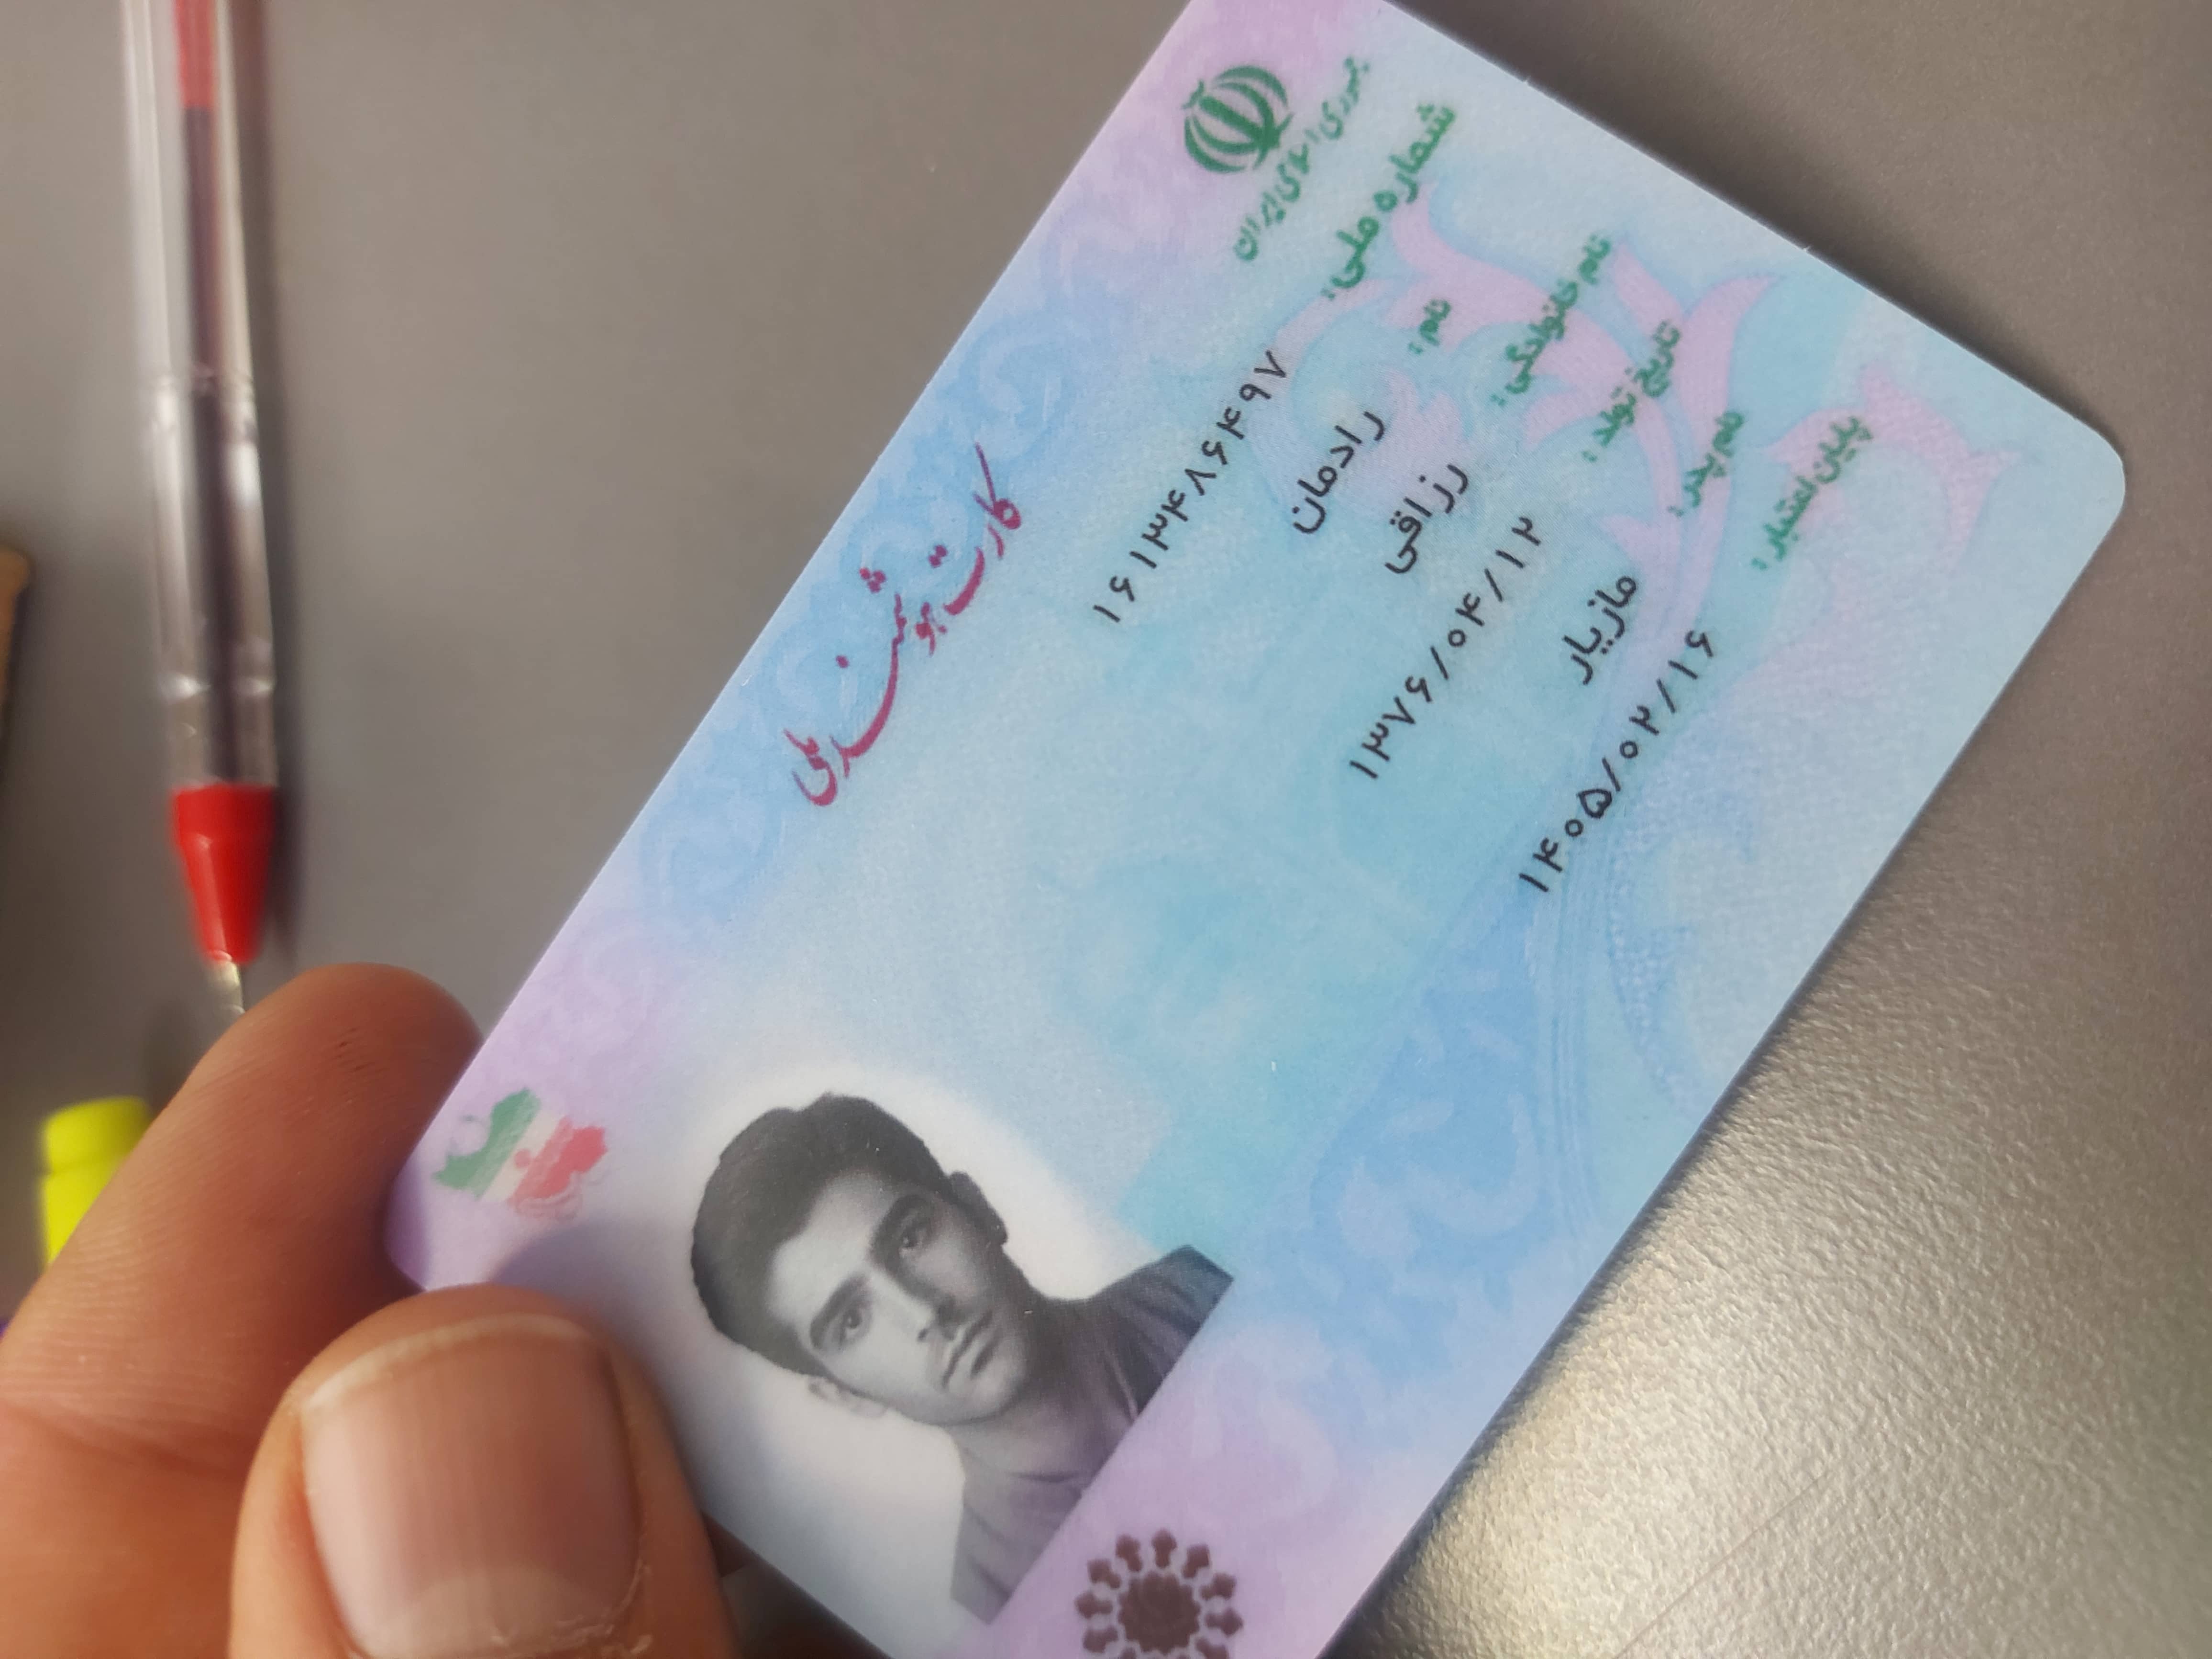 جمهوری اسلامی ایران
کارت هوشمند ملی
شماره ملی: ۱۶۱۳۴۸۶۴۹۷
نام: رادمان
نام خانوادگی: رزاقی
تاریخ تولد: ۱۳۷۶/۰۴/۱۲
نام پدر: مازیار
پایان اعتبار: ۱۴۰۵/۰۲/۱۶